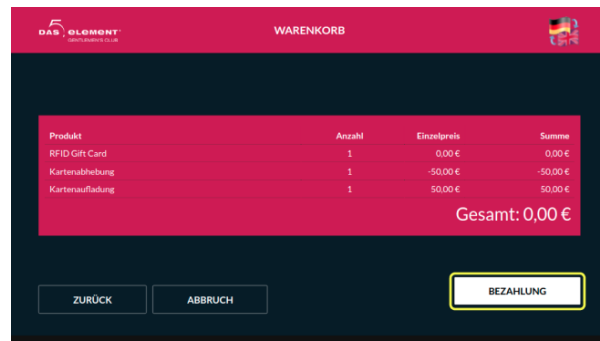 5
DAS ELEMENT
GENTLEMEN'S CLUB
WARENKORB
Produkt Anzahl Einzelpreis Summe
RFID Gift Card 1 0,00 € 0,00 €
Kartenabhebung 1 -50,00 € -50,00 €
Kartenaufladung 1 50,00 € 50,00 €
Gesamt: 0,00 €
ZURÜCK ABBRUCH BEZAHLUNG